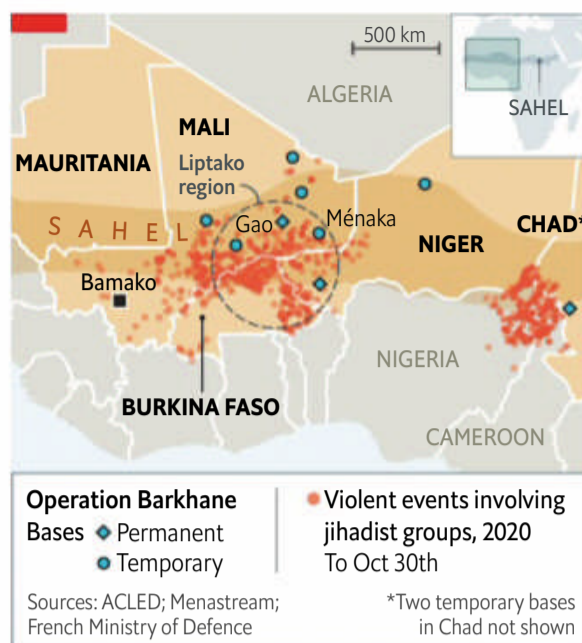 500 km
ALGERIA
SAHEL
MALI
MAURITANIA
Liptako
region
SAHEL
Gao
Ménaka
CHAD*
NIGER
Bamako
NIGERIA
BURKINA FASO
CAMEROON
Operation Barkhane
Bases Permanent
Temporary
Violent events involving
jihadist groups, 2020
To Oct 30th
Sources: ACLED; Menastream;
French Ministry of Defence
*Two temporary bases
in Chad not shown